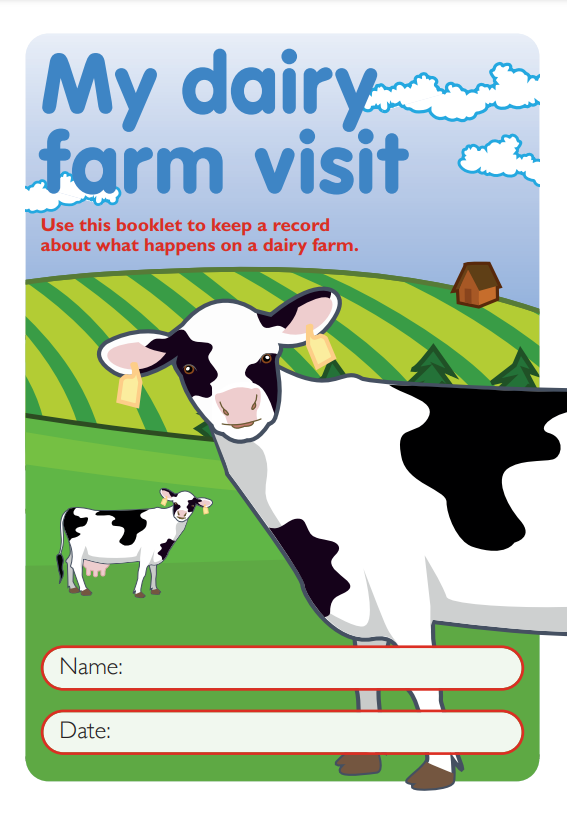 My dairy
farm visit
Use this booklet to keep a record
about what happens on a dairy farm.
Name:
Date: